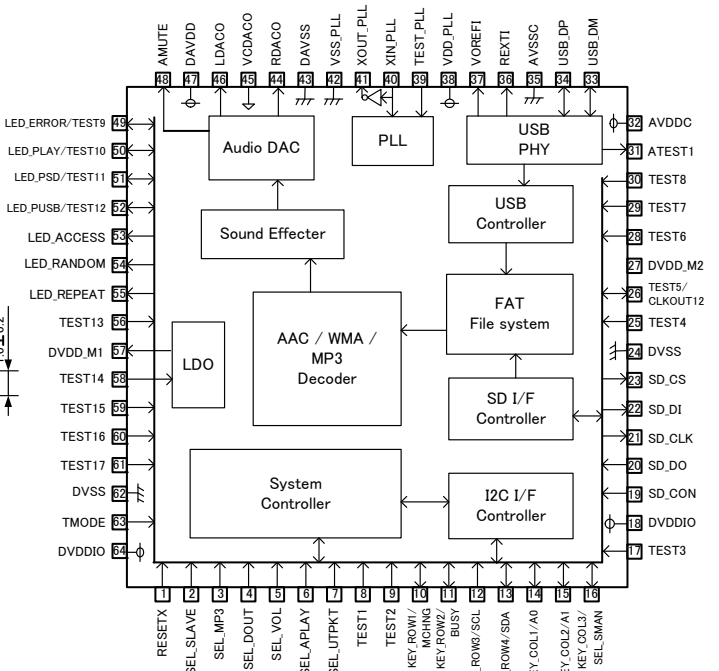 AMUTE
DAVDD
LDACO
VCDACO
RDACO
DAVSS
VSS_PLL
XOUT_PLL
XIN_PLL
TEST_PLL
VDD_PLL
VOREFI
REXTI
AVSSC
USB_DP
USB_DM
48 47 46 45 44 43 42 41 40 39 38 37 36 35 34 33
LED_ERROR/TEST9 49
LED_PLAY/TEST10 50
LED_PSD/TEST11 51
LED_PUSB/TEST12 52
LED_ACCESS 53
LED_RANDOM 54
LED_REPEAT 55
TEST13 56
DVDD_M1 57
TEST14 58
TEST15 59
TEST16 60
TEST17 61
DVSS 62
TMODE 63
DVDDIO 64
Audio DAC
PLL
USB
PHY
USB
Controller
Sound Effecter
FAT
File system
AAC / WMA /
MP3
Decoder
LDO
SD I/F
Controller
System
Controller
I2C I/F
Controller
32 AVDDC
31 ATEST1
30 TEST8
29 TEST7
28 TEST6
27 DVDD_M2
26 TEST5/
CLKOUT12
25 TEST4
24 DVSS
23 SD_CS
22 SD_DI
21 SD_CLK
20 SD_DO
19 SD_CON
18 DVDDIO
17 TEST3
1 2 3 4 5 6 7 8 9 10 11 12 13 14 15 16
RESETX
SEL_SLAVE
SEL_MP3
SEL_DOUT
SEL_VOL
SEL_APLAY
SEL_UTPKT
TEST1
TEST2
KEY_ROW1/
MCHNG
KEY_ROW2/
BUSY